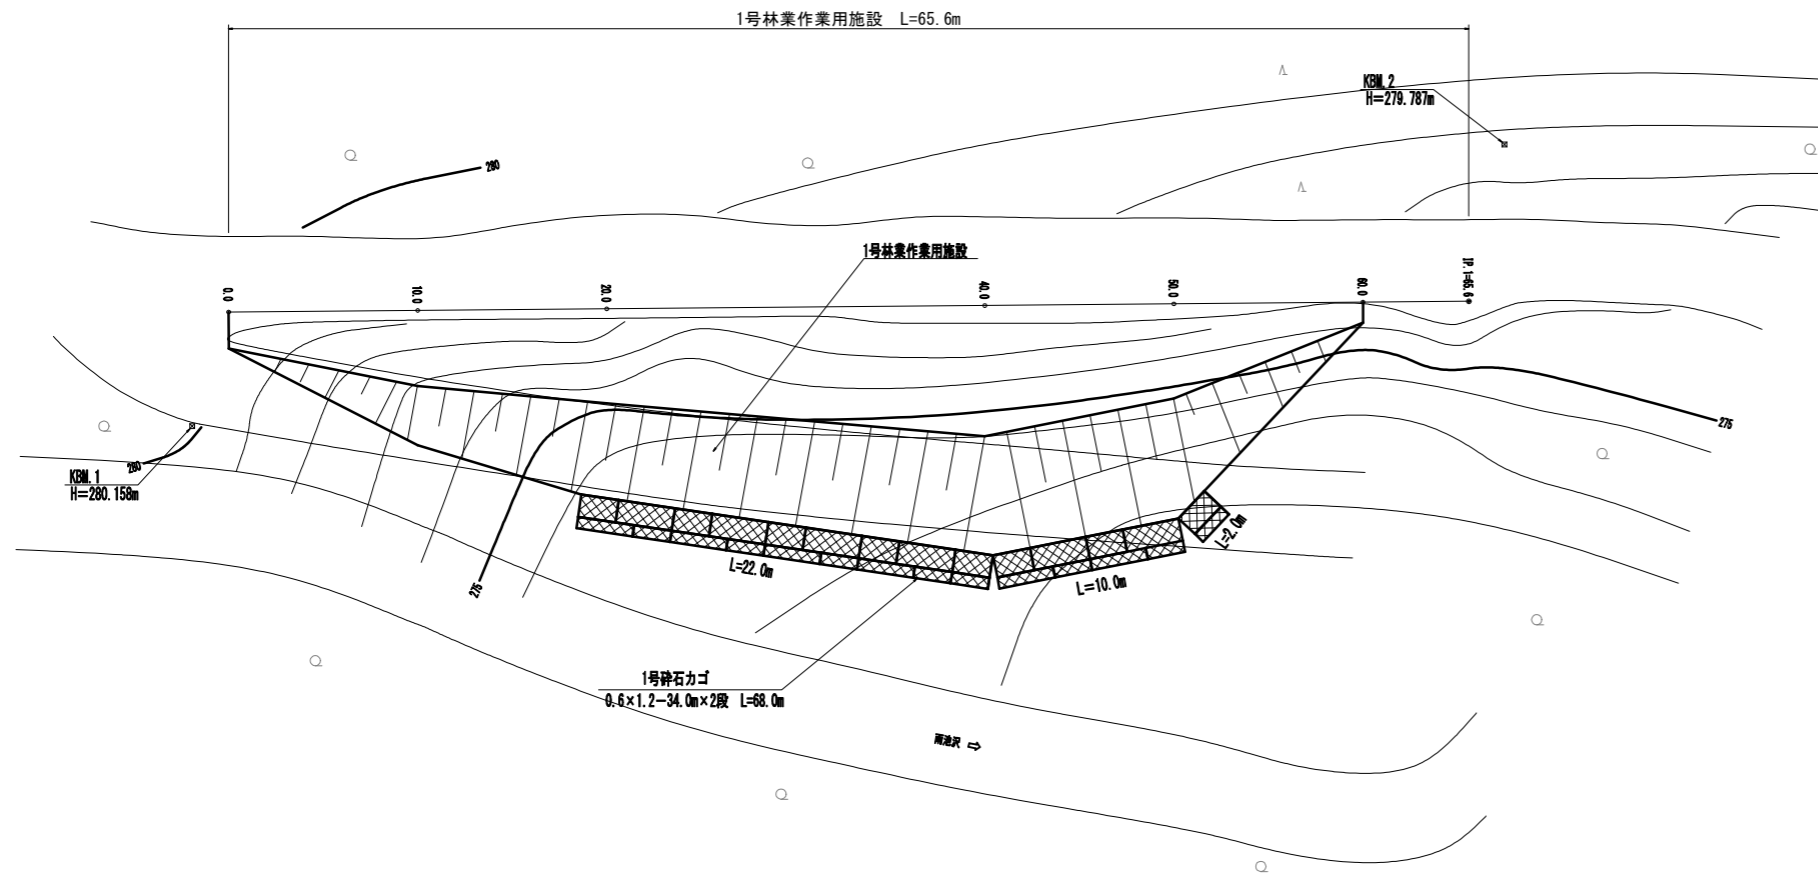 1号林業作業用施設 L=65.6m
KBM.2
H=279.787m
280
1号林業作業用施設
0.0
10.0
20.0
40.0
50.0
60.0
IP.1=65.6
275
KBM.1
H=280.158m
280
275
L=22.0m
L=10.0m
L=2.0m
1号砕石カゴ
0.6×1.2-34.0m×2段 L=68.0m
雨池沢 ⇨